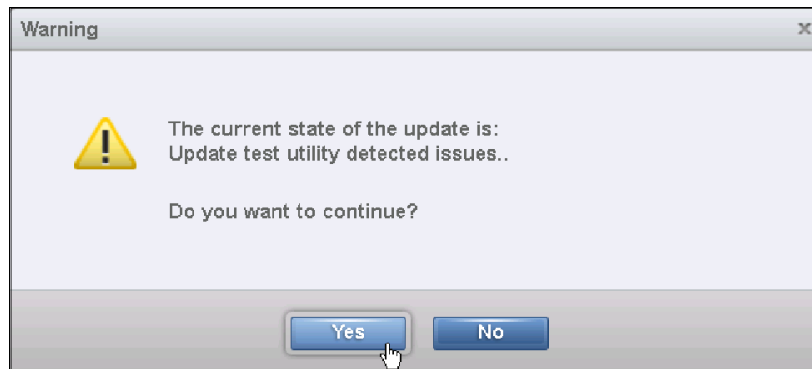 Warning
x
The current state of the update is:
Update test utility detected issues..
Do you want to continue?
Yes
No